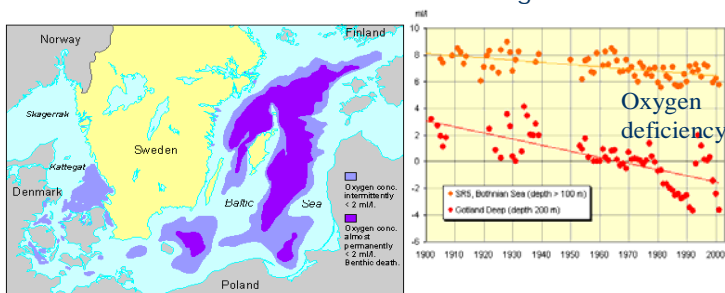 Norway
Finland
Skagerrak
Sweden
Kattegat
Denmark
Baltic Sea
Poland
Oxygen conc.
intermittently
< 2 ml/l.
Oxygen conc.
almost
permanently
< 2 ml/l.
Benthic death.
ml/l
10
8
6
4
2
0
-2
-4
-6
Oxygen
deficiency
SR5, Bothnian Sea (depth > 100 m)
Gotland Deep (depth 200 m)
1900 1910 1920 1930 1940 1950 1960 1970 1980 1990 2000